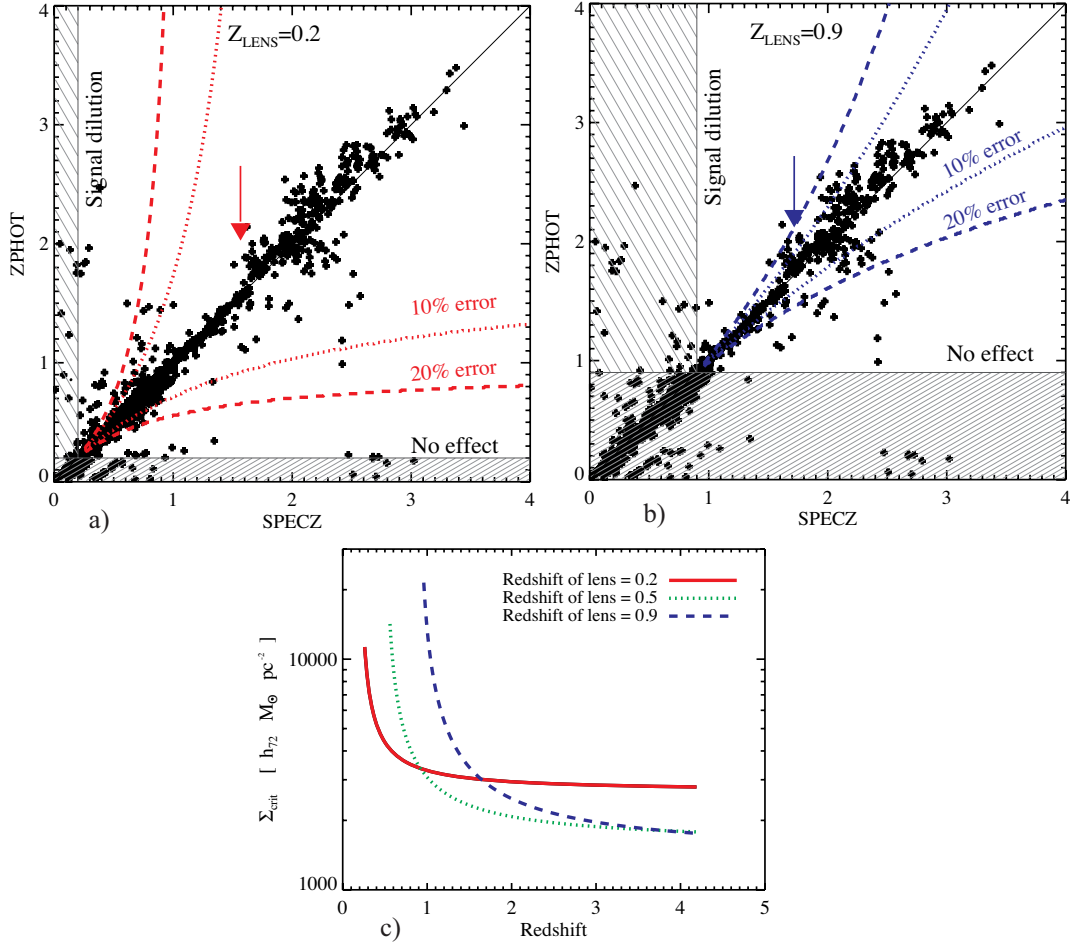 Z_LENS=0.2
Signal dilution
10% error
20% error
No effect
ZPHOT
4
3
2
1
0
0 1 2 3 4
SPECZ
a)
Z_LENS=0.9
Signal dilution
10% error
20% error
No effect
ZPHOT
4
3
2
1
0
0 1 2 3 4
SPECZ
b)
Redshift of lens = 0.2
Redshift of lens = 0.5
Redshift of lens = 0.9
Σcrit [ h72 M⊙ pc⁻² ]
10000
1000
0 1 2 3 4 5
Redshift
c)